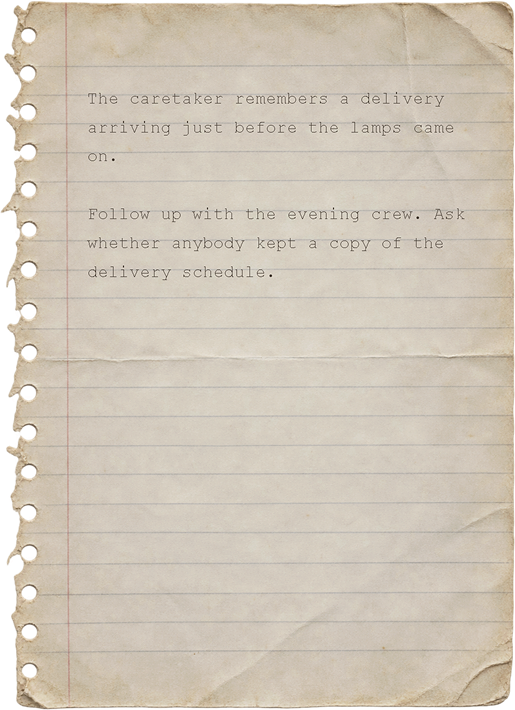 The caretaker remembers a delivery
arriving just before the lamps came
on.
Follow up with the evening crew. Ask
whether anybody kept a copy of the
delivery schedule.